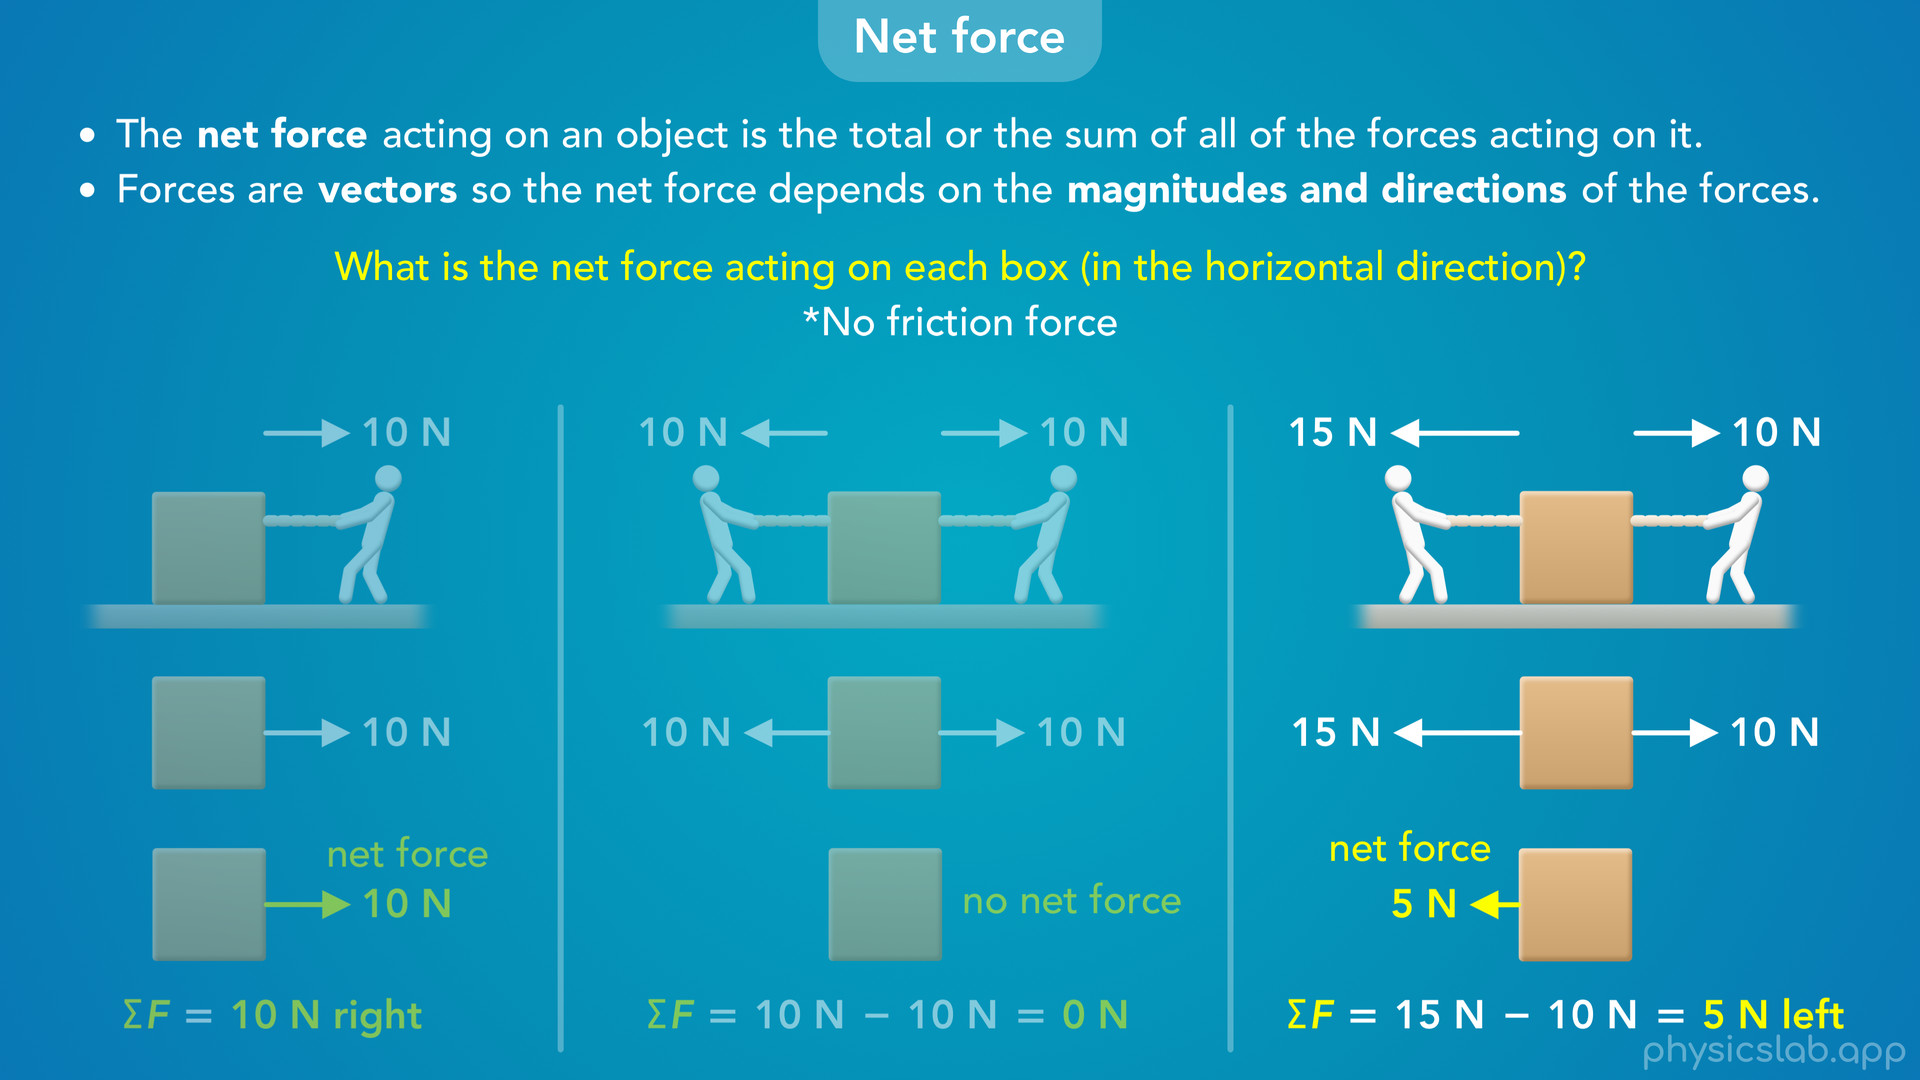 Net force
• The net force acting on an object is the total or the sum of all of the forces acting on it.
• Forces are vectors so the net force depends on the magnitudes and directions of the forces.
What is the net force acting on each box (in the horizontal direction)?
*No friction force
10 N
10 N
net force
10 N
ΣF = 10 N right
10 N 10 N
10 N 10 N
no net force
ΣF = 10 N − 10 N = 0 N
15 N 10 N
15 N 10 N
net force
5 N
ΣF = 15 N − 10 N = 5 N left
physicslab.app